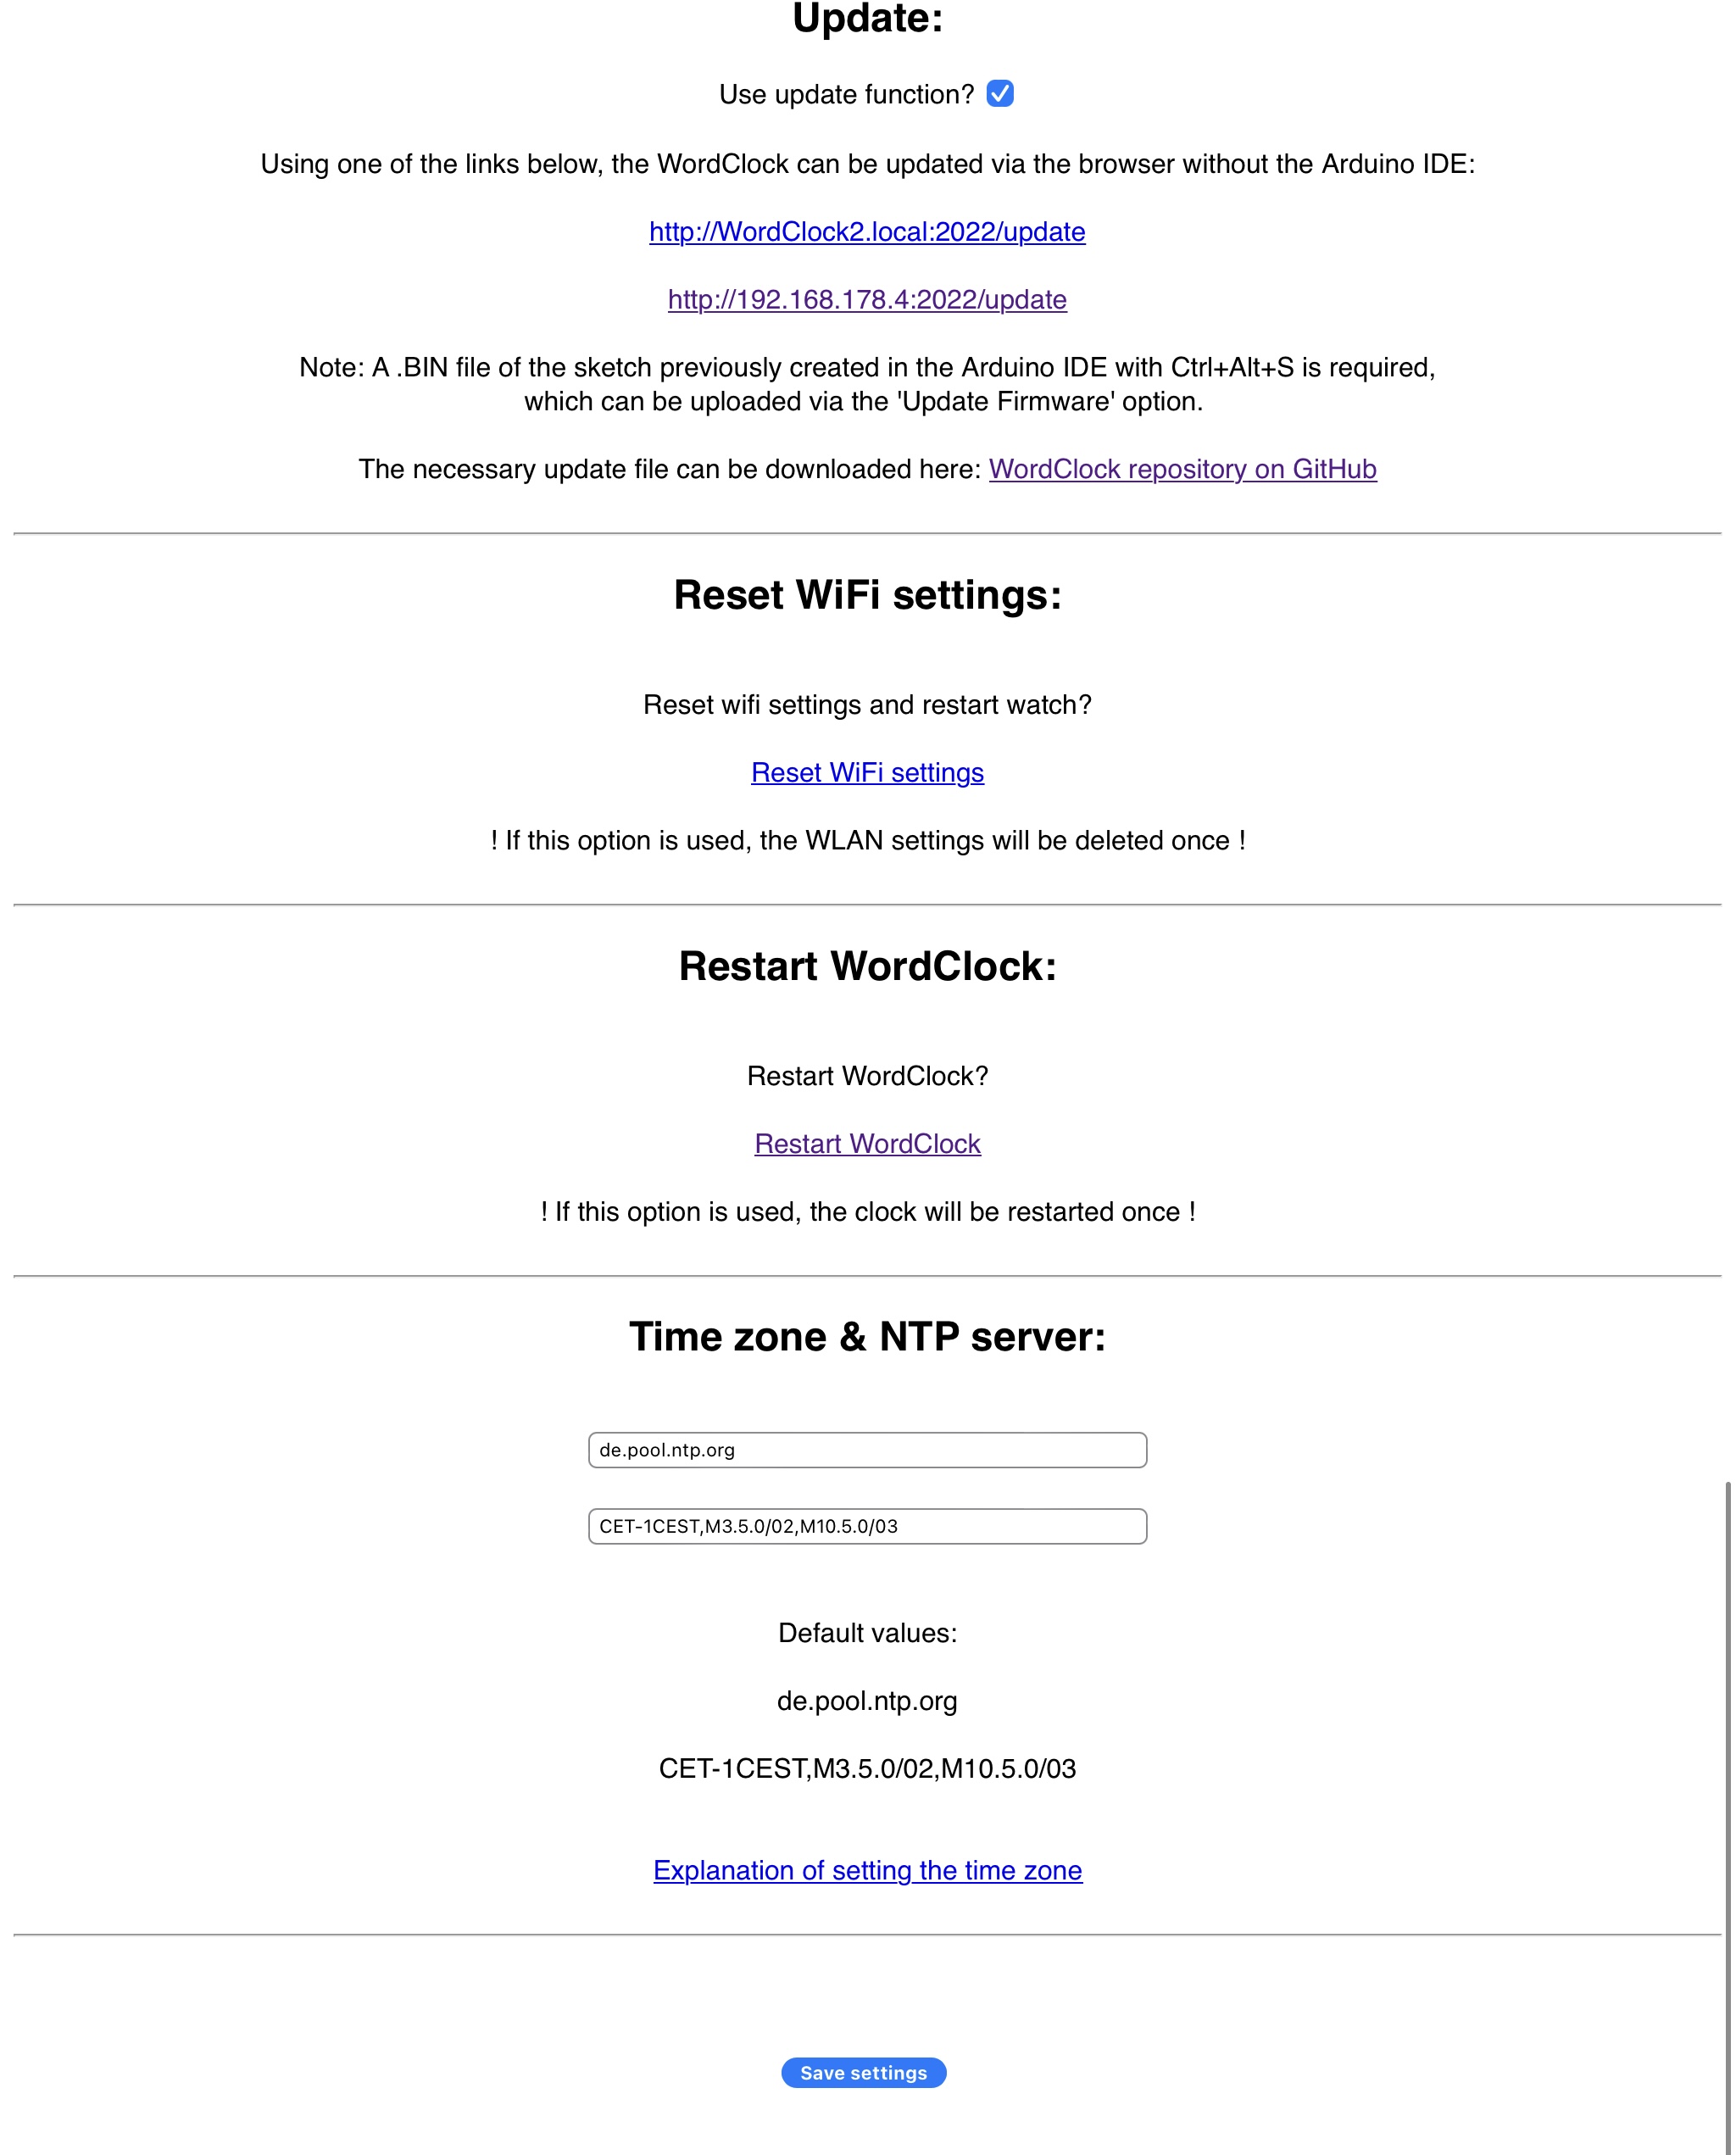 Update:
Use update function?
Using one of the links below, the WordClock can be updated via the browser without the Arduino IDE:
http://WordClock2.local:2022/update
http://192.168.178.4:2022/update
Note: A .BIN file of the sketch previously created in the Arduino IDE with Ctrl+Alt+S is required,
which can be uploaded via the 'Update Firmware' option.
The necessary update file can be downloaded here: WordClock repository on GitHub
Reset WiFi settings:
Reset wifi settings and restart watch?
Reset WiFi settings
! If this option is used, the WLAN settings will be deleted once !
Restart WordClock:
Restart WordClock?
Restart WordClock
! If this option is used, the clock will be restarted once !
Time zone & NTP server:
de.pool.ntp.org
CET-1CEST,M3.5.0/02,M10.5.0/03
Default values:
de.pool.ntp.org
CET-1CEST,M3.5.0/02,M10.5.0/03
Explanation of setting the time zone
Save settings